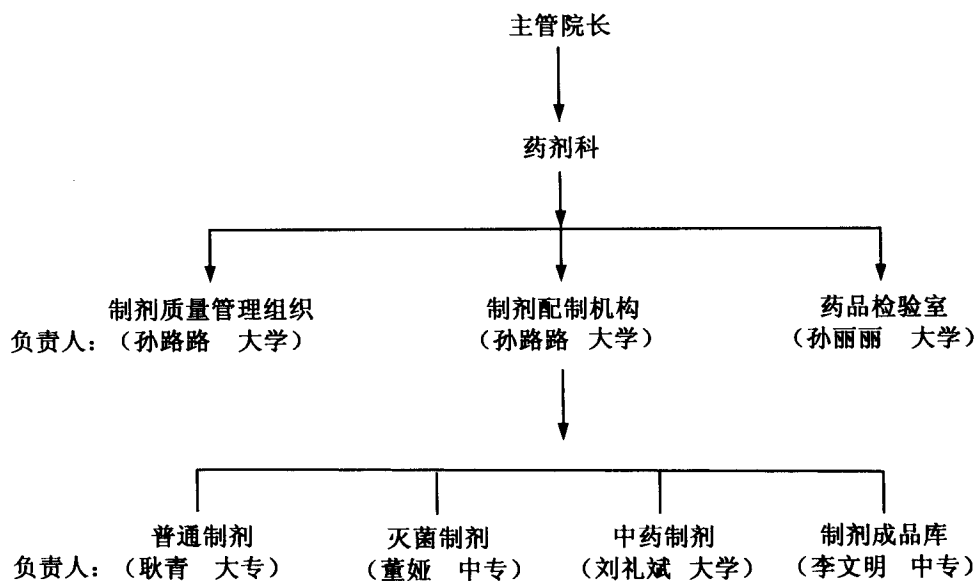 主管院长
药剂科
制剂质量管理组织 制剂配制机构 药品检验室
负责人：（孙路路 大学） （孙路路 大学） （孙丽丽 大学）
普通制剂 灭菌制剂 中药制剂 制剂成品库
负责人：（耿青 大专） （董娅 中专） （刘礼斌 大学） （李文明 中专）